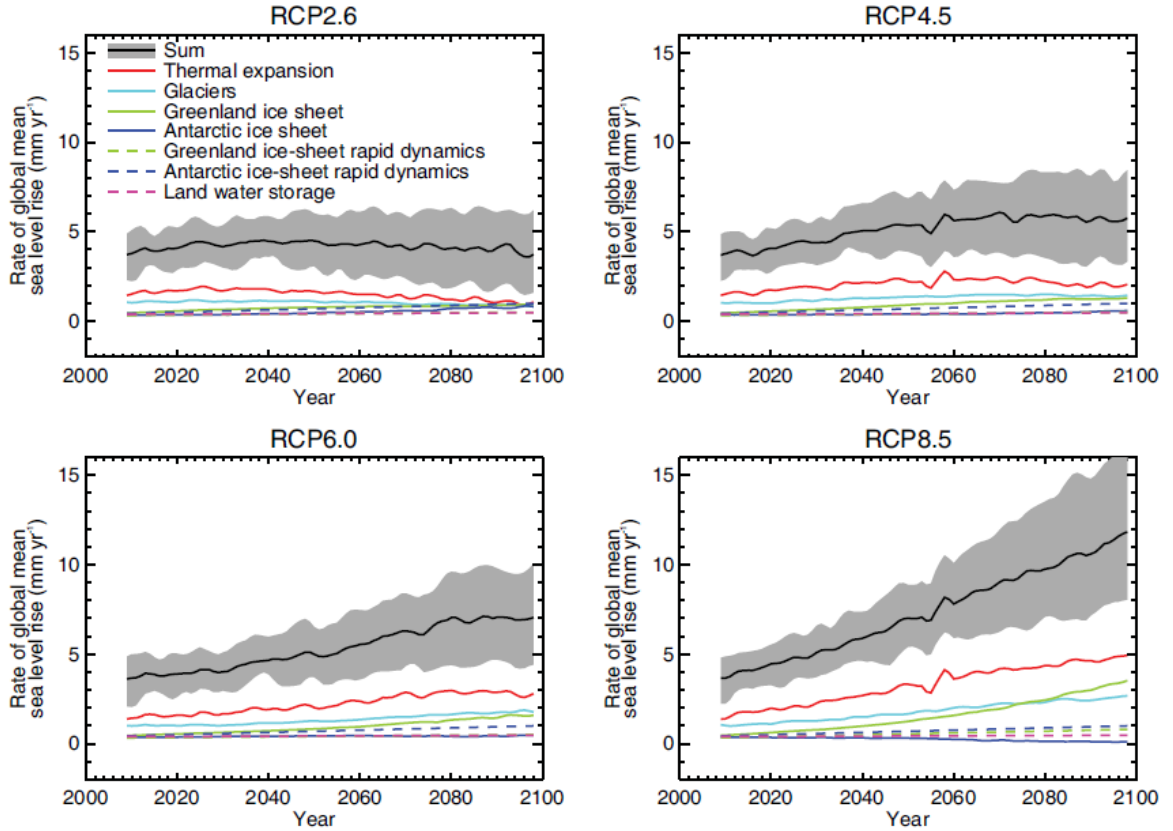 RCP2.6
Rate of global mean
sea level rise (mm yr⁻¹)
15
10
5
0
Sum
Thermal expansion
Glaciers
Greenland ice sheet
Antarctic ice sheet
Greenland ice-sheet rapid dynamics
Antarctic ice-sheet rapid dynamics
Land water storage
2000 2020 2040 2060 2080 2100
Year
RCP4.5
Rate of global mean
sea level rise (mm yr⁻¹)
15
10
5
0
2000 2020 2040 2060 2080 2100
Year
RCP6.0
Rate of global mean
sea level rise (mm yr⁻¹)
15
10
5
0
2000 2020 2040 2060 2080 2100
Year
RCP8.5
Rate of global mean
sea level rise (mm yr⁻¹)
15
10
5
0
2000 2020 2040 2060 2080 2100
Year